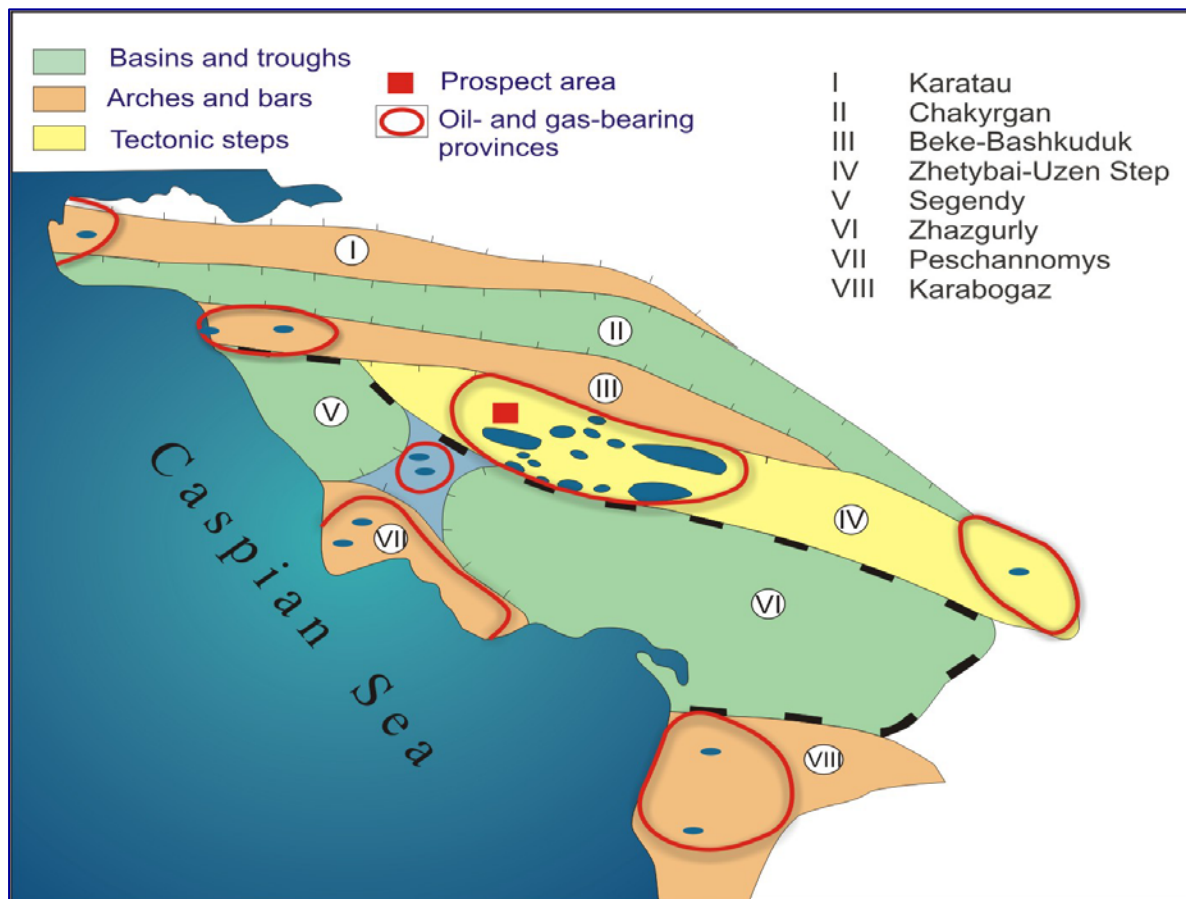 Basins and troughs
Arches and bars
Tectonic steps
Prospect area
Oil- and gas-bearing
provinces
I Karatau
II Chakyrgan
III Beke-Bashkuduk
IV Zhetybai-Uzen Step
V Segendy
VI Zhazgurly
VII Peschannomys
VIII Karabogaz
I
II
III
V
VII
IV
VI
VIII
Caspian Sea